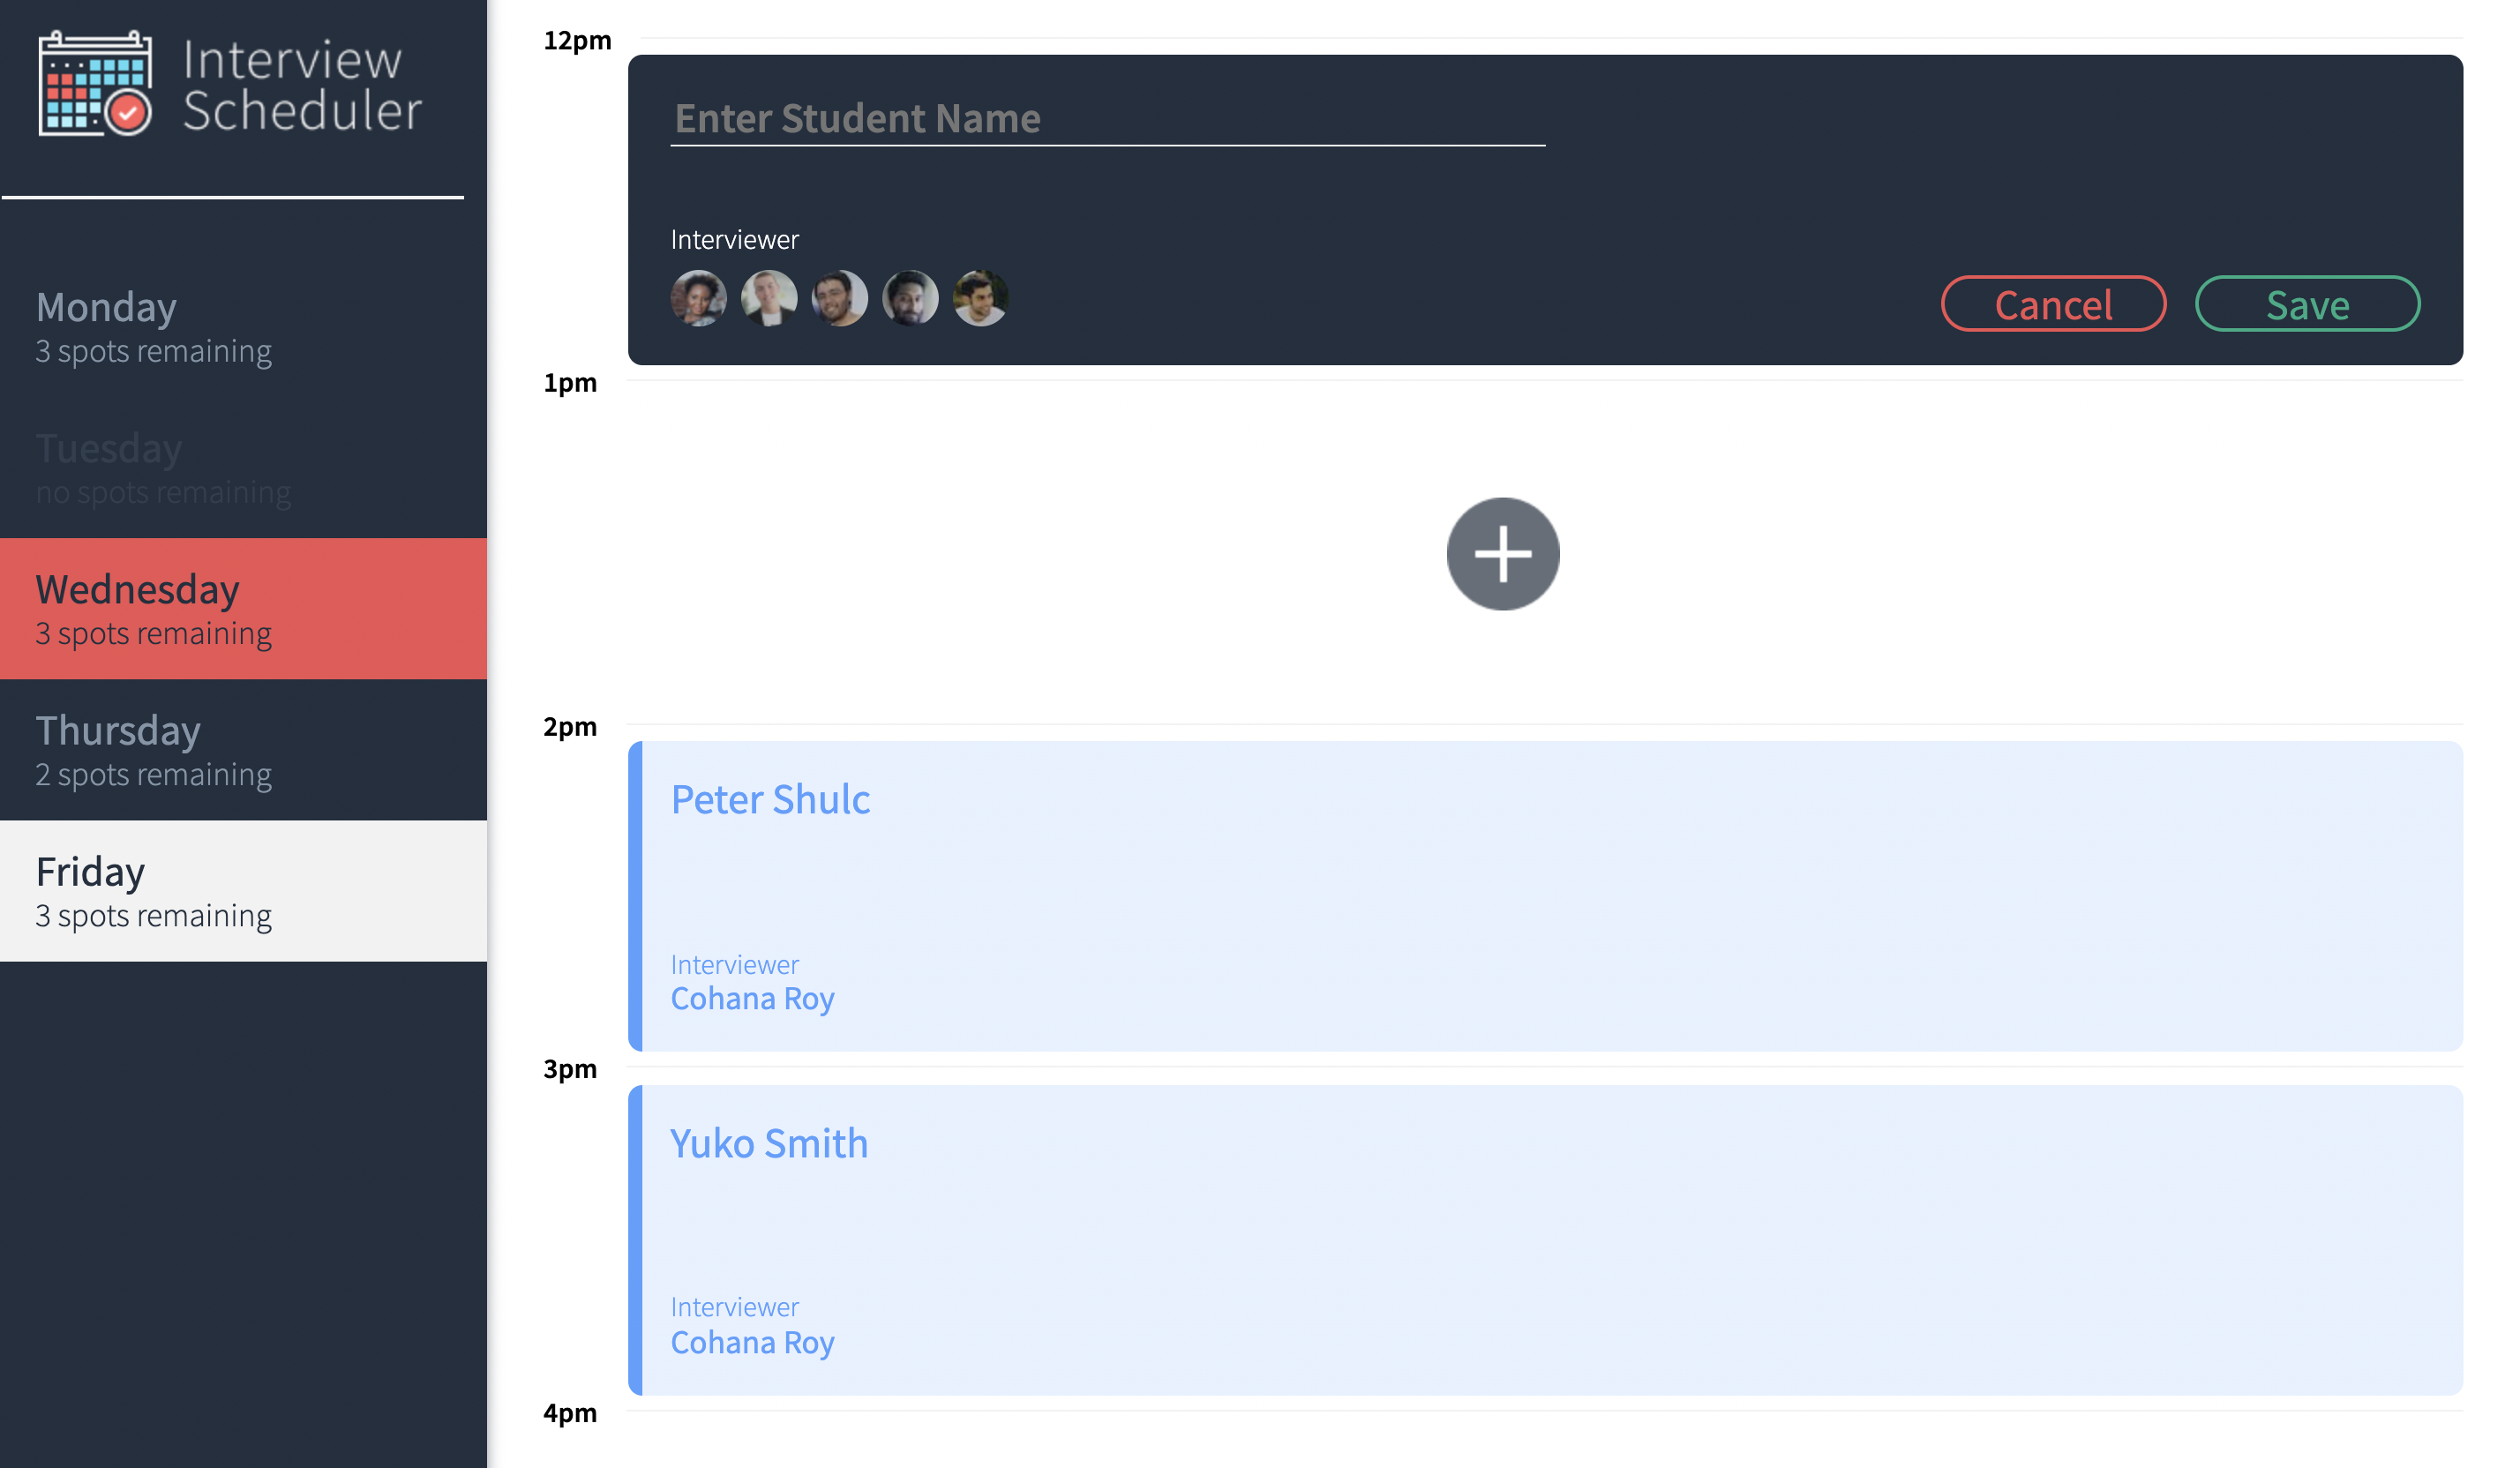 Interview
Scheduler
Monday
3 spots remaining
Tuesday
no spots remaining
Wednesday
3 spots remaining
Thursday
2 spots remaining
Friday
3 spots remaining
12pm
Enter Student Name
Interviewer
Cancel
Save
1pm
2pm
Peter Shulc
Interviewer
Cohana Roy
3pm
Yuko Smith
Interviewer
Cohana Roy
4pm